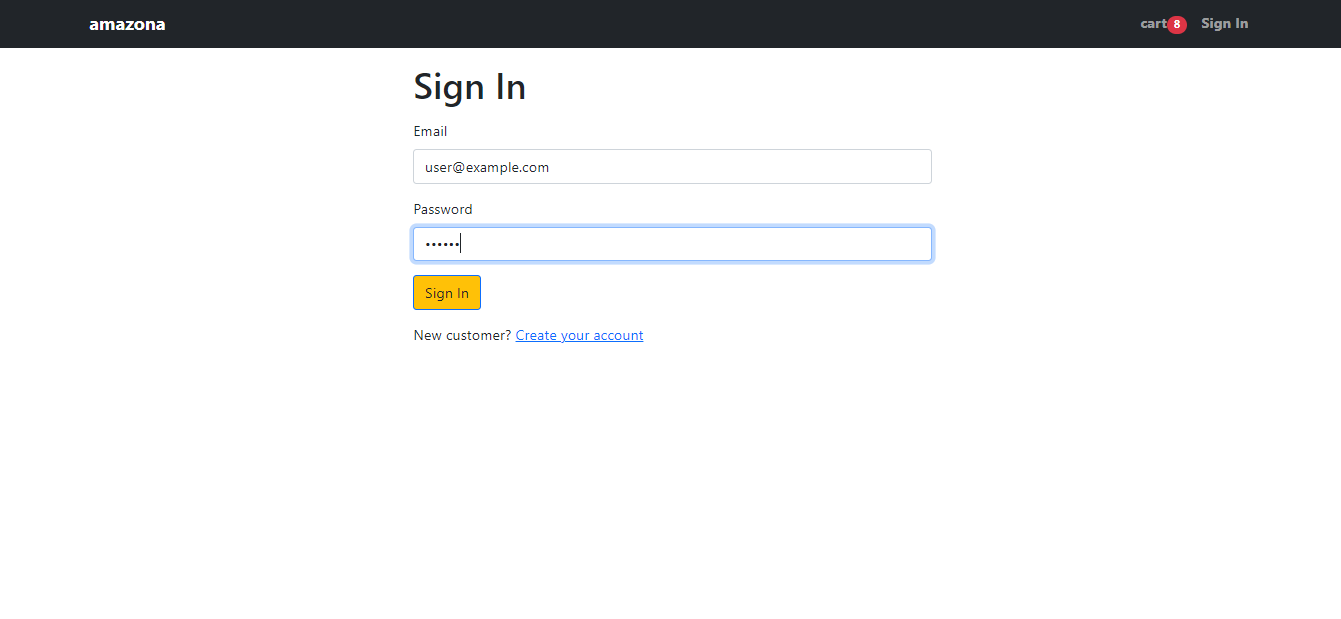 amazona
cart 8 Sign In
Sign In
Email
user@example.com
Password
••••••
Sign In
New customer? Create your account